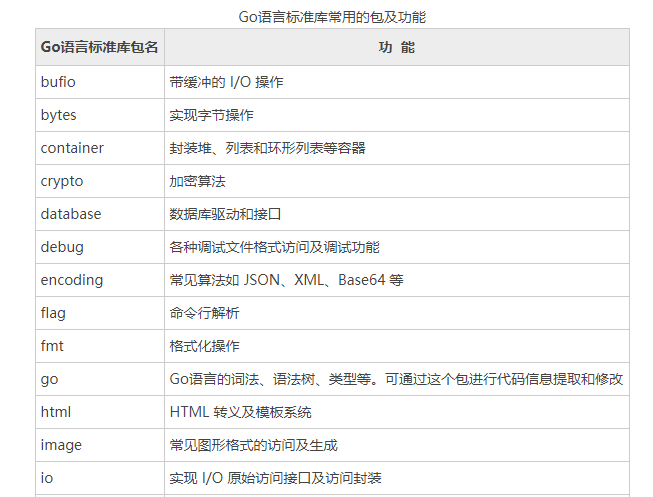 Go语言标准库常用的包及功能
Go语言标准库包名 功 能
bufio 带缓冲的 I/O 操作
bytes 实现字节操作
container 封装堆、列表和环形列表等容器
crypto 加密算法
database 数据库驱动和接口
debug 各种调试文件格式访问及调试功能
encoding 常见算法如 JSON、XML、Base64 等
flag 命令行解析
fmt 格式化操作
go Go语言的词法、语法树、类型等。可通过这个包进行代码信息提取和修改
html HTML 转义及模板系统
image 常见图形格式的访问及生成
io 实现 I/O 原始访问接口及访问封装